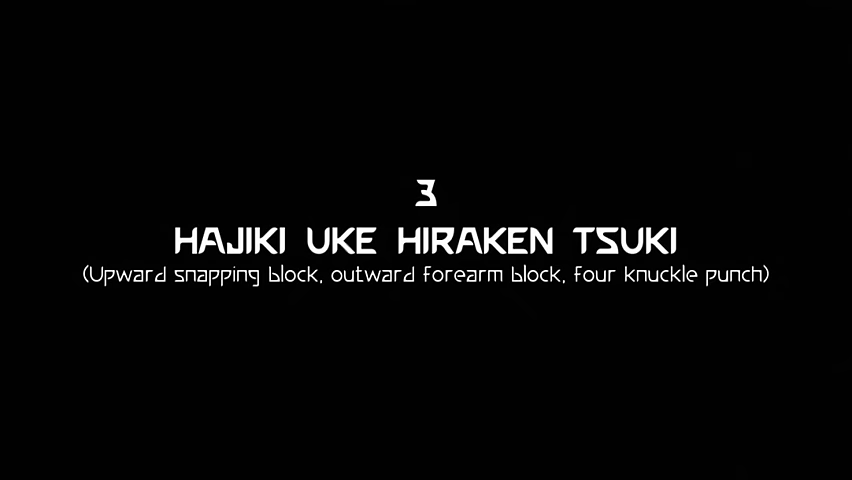 3
HAJIKI UKE HIRAKEN TSUKI
(Upward snapping block, outward forearm block, four knuckle punch)